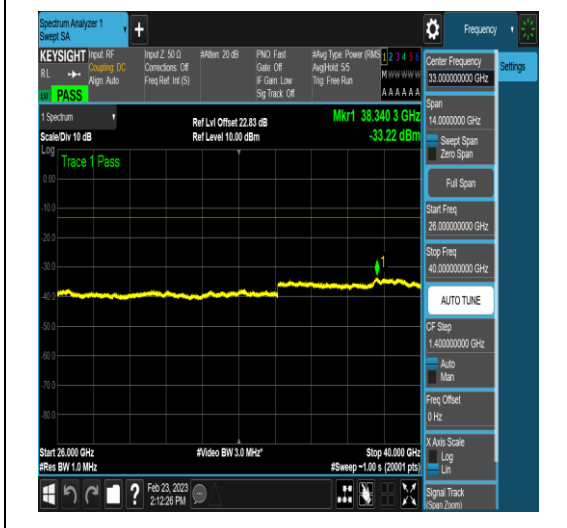 Spectrum Analyzer 1
Swept SA
+
Frequency
KEYSIGHT
RL
PASS
Input: RF
Coupling: DC
Align: Auto
Input Z: 50 Ω
Corrections: Off
Freq Ref: Int (S)
#Atten: 20 dB
PNO: Fast
Gate: Off
IF Gain: Low
Sig Track: Off
#Avg Type: Power (RMS
Avg|Hold: 5/5
Trig: Free Run
1 2 3 4 5 6
M W W W W W
A A A A A A
Center Frequency
33.000000000 GHz
Settings
Span
14.0000000 GHz
Swept Span
Zero Span
Full Span
Start Freq
26.000000000 GHz
Stop Freq
40.000000000 GHz
AUTO TUNE
CF Step
1.400000000 GHz
Auto
Man
Freq Offset
0 Hz
X Axis Scale
Log
Lin
Signal Track
(Span Zoom)
1 Spectrum
Scale/Div 10 dB
Ref Lvl Offset 22.83 dB
Ref Level 10.00 dBm
Mkr1 38.340 3 GHz
-33.22 dBm
Log
Trace 1 Pass
0.00
-10.0
-20.0
-30.0
1
-40.0
-50.0
-60.0
-70.0
-80.0
Start 26.000 GHz
#Res BW 1.0 MHz
#Video BW 3.0 MHz*
Stop 40.000 GHz
#Sweep ~1.00 s (20001 pts)
?
Feb 23, 2023
2:12:26 PM